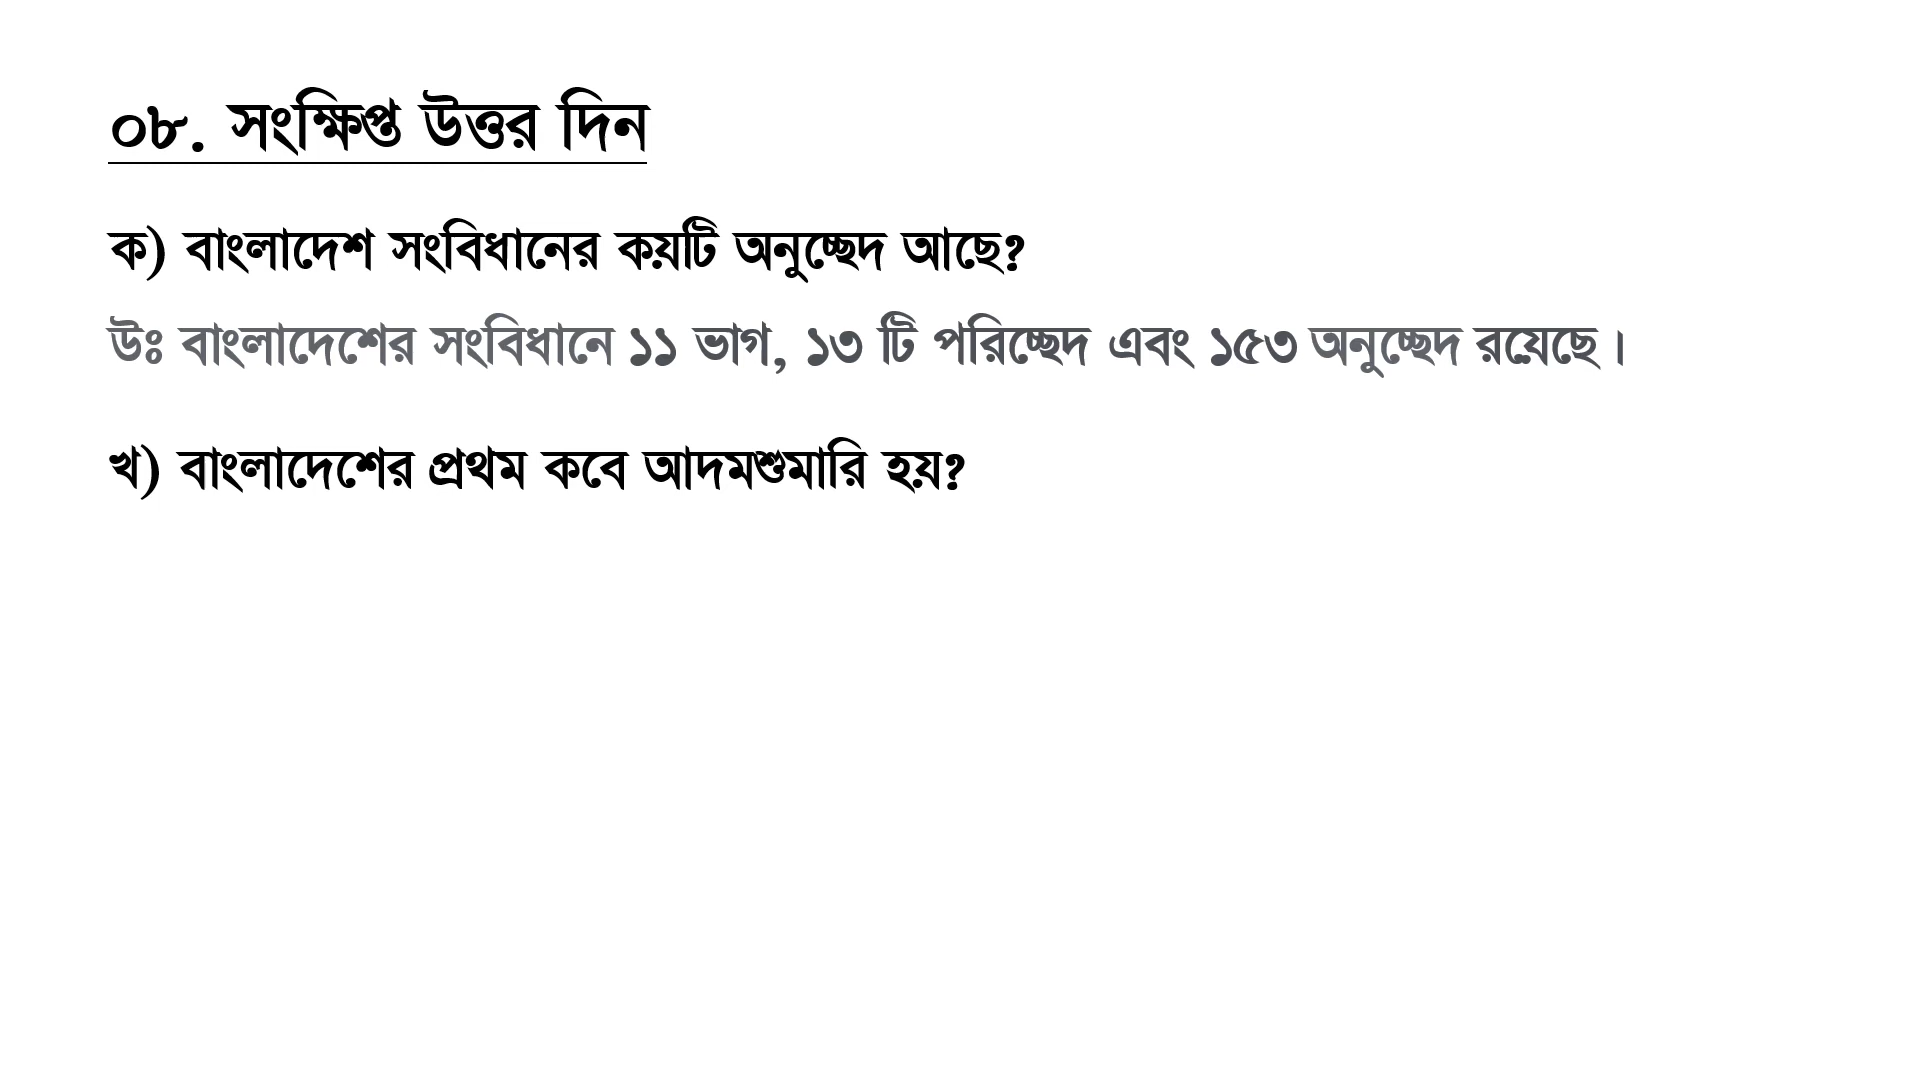 ০৮. সংক্ষিপ্ত উত্তর দিন
ক) বাংলাদেশ সংবিধানের কয়টি অনুচ্ছেদ আছে?
উঃ বাংলাদেশের সংবিধানে ১১ ভাগ, ১৩ টি পরিচ্ছেদ এবং ১৫৩ অনুচ্ছেদ রয়েছে।
খ) বাংলাদেশের প্রথম কবে আদমশুমারি হয়?